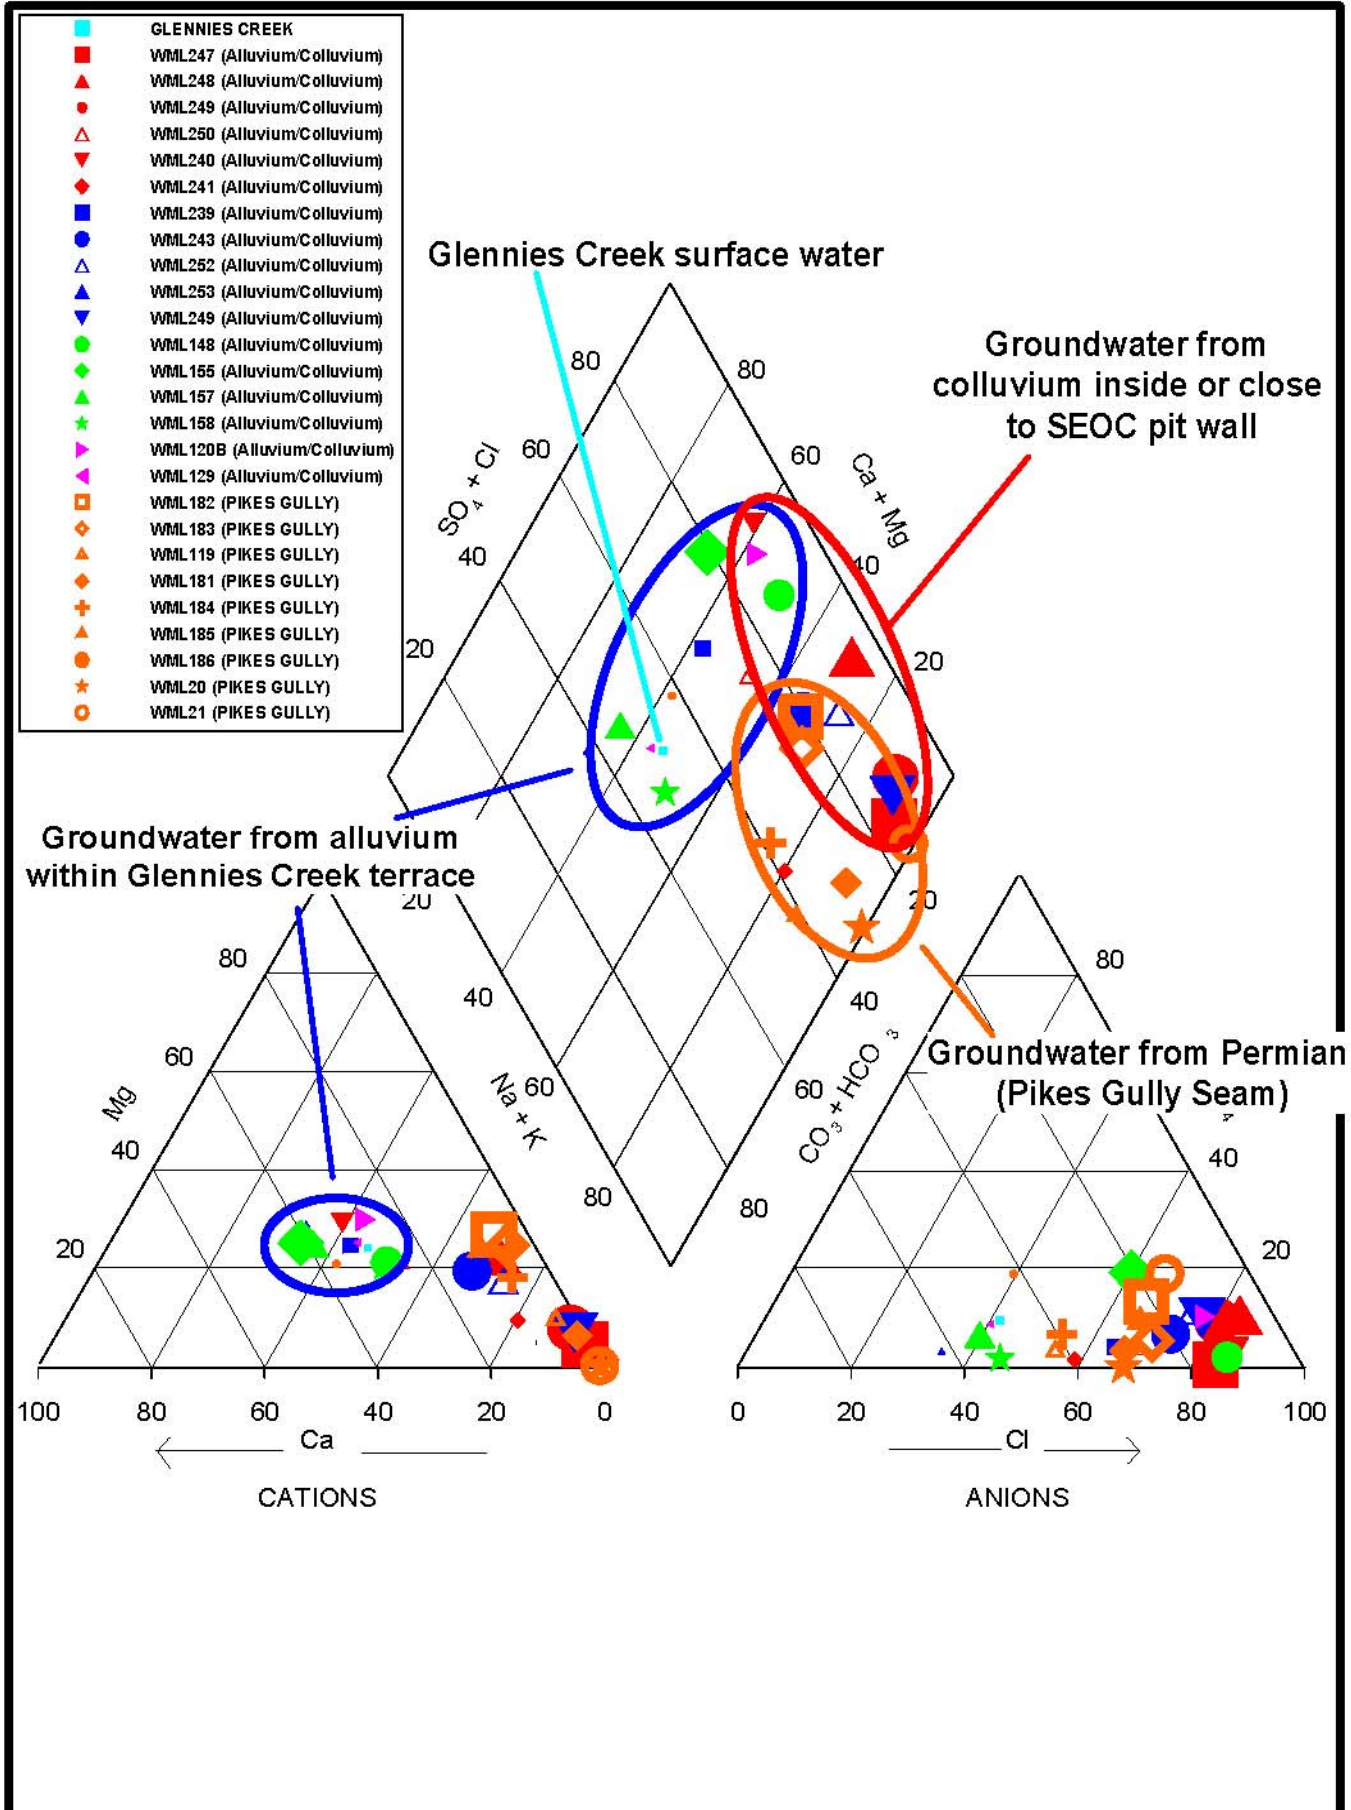 GLENNIES CREEK
WML247 (Alluvium/Colluvium)
WML248 (Alluvium/Colluvium)
WML249 (Alluvium/Colluvium)
WML250 (Alluvium/Colluvium)
WML240 (Alluvium/Colluvium)
WML241 (Alluvium/Colluvium)
WML239 (Alluvium/Colluvium)
WML243 (Alluvium/Colluvium)
WML252 (Alluvium/Colluvium)
WML253 (Alluvium/Colluvium)
WML249 (Alluvium/Colluvium)
WML148 (Alluvium/Colluvium)
WML155 (Alluvium/Colluvium)
WML157 (Alluvium/Colluvium)
WML158 (Alluvium/Colluvium)
WML120B (Alluvium/Colluvium)
WML129 (Alluvium/Colluvium)
WML182 (PIKES GULLY)
WML183 (PIKES GULLY)
WML119 (PIKES GULLY)
WML181 (PIKES GULLY)
WML184 (PIKES GULLY)
WML185 (PIKES GULLY)
WML186 (PIKES GULLY)
WML20 (PIKES GULLY)
WML21 (PIKES GULLY)
Glennies Creek surface water
Groundwater from
colluvium inside or close
to SEOC pit wall
80
80
60
60
SO4 + Cl
Ca + Mg
40
40
20
20
Groundwater from alluvium
within Glennies Creek terrace
20
20
80
80
40
40
Groundwater from Permian
(Pikes Gully Seam)
60
Mg
Na + K
60
60
CO3 + HCO3
4
40
40
80
80
20
20
100
80
60
40
20
0
0
20
40
60
80
100
Ca
Cl
CATIONS
ANIONS